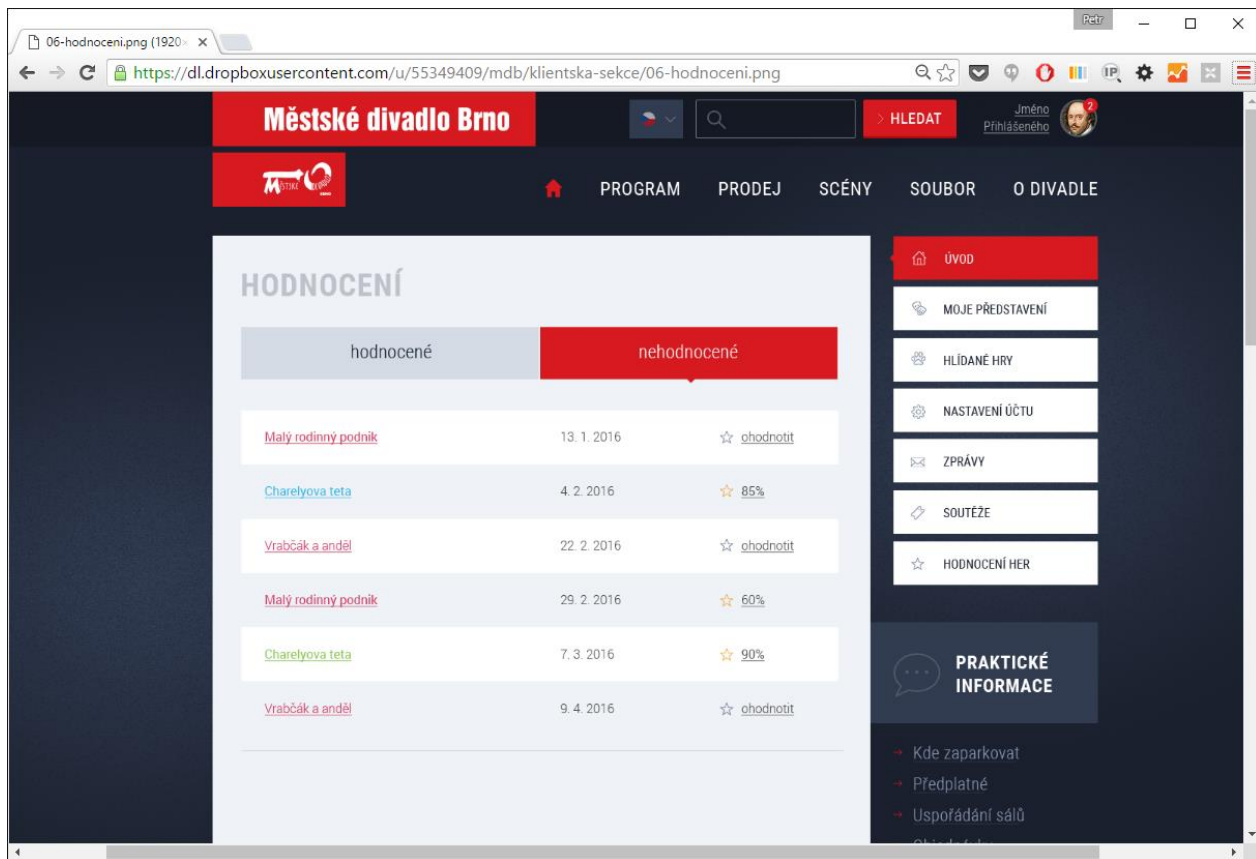 Petr
06-hodnoceni.png (1920×
https://dl.dropboxusercontent.com/u/55349409/mdb/klientska-sekce/06-hodnoceni.png
IP
Městské divadlo Brno
HLEDAT
Jméno
Přihlášeného
2
PROGRAM PRODEJ SCÉNY SOUBOR O DIVADLE
HODNOCENÍ
hodnocené nehodnocené
Malý rodinný podnik 13. 1. 2016 ohodnotit
Charelyova teta 4. 2. 2016 85%
Vrabčák a anděl 22. 2. 2016 ohodnotit
Malý rodinný podnik 29. 2. 2016 60%
Charelyova teta 7. 3. 2016 90%
Vrabčák a anděl 9. 4. 2016 ohodnotit
ÚVOD
MOJE PŘEDSTAVENÍ
HLÍDANÉ HRY
NASTAVENÍ ÚČTU
ZPRÁVY
SOUTĚŽE
HODNOCENÍ HER
PRAKTICKÉ
INFORMACE
Kde zaparkovat
Předplatné
Uspořádání sálů